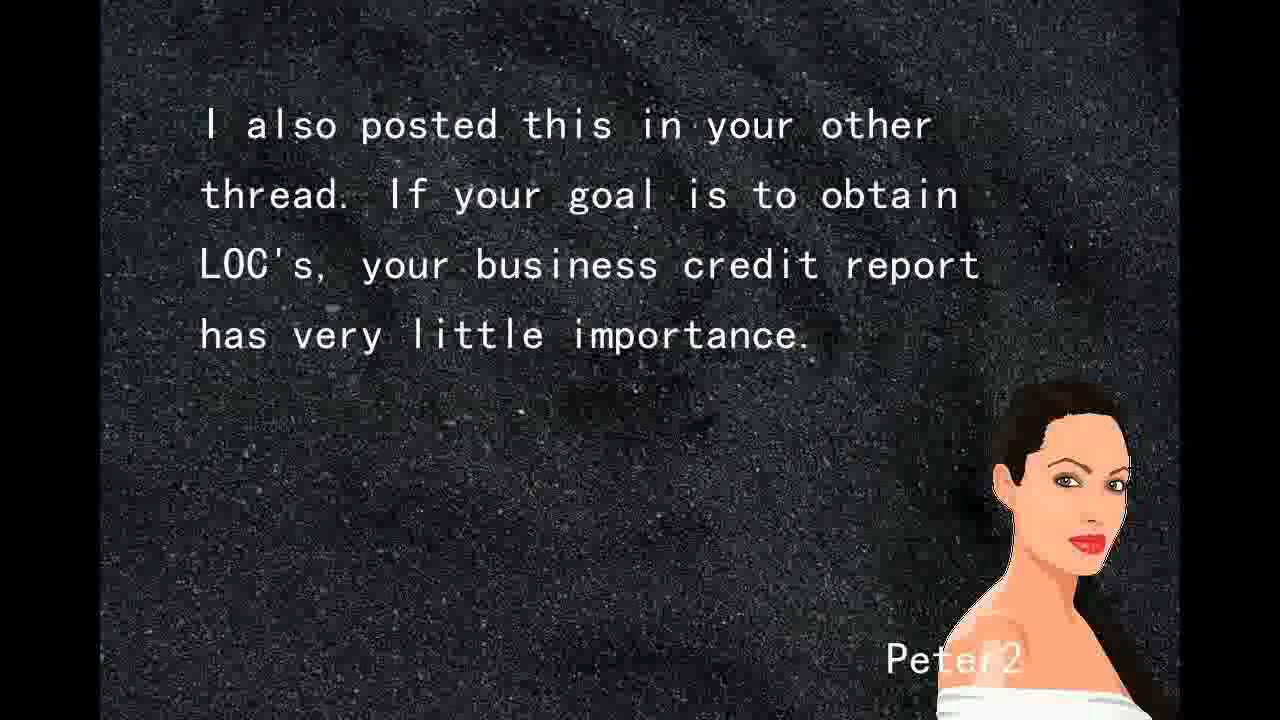 I also posted this in your other
thread. If your goal is to obtain
LOC's, your business credit report
has very little importance.
Peter2